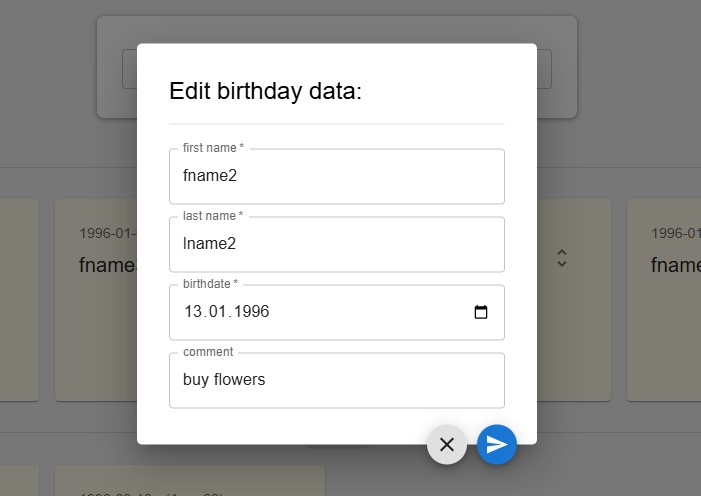 Edit birthday data:
first name *
fname2
last name *
lname2
birthdate *
13.01.1996
comment
buy flowers
1996-01-
fname
1996-01
fname